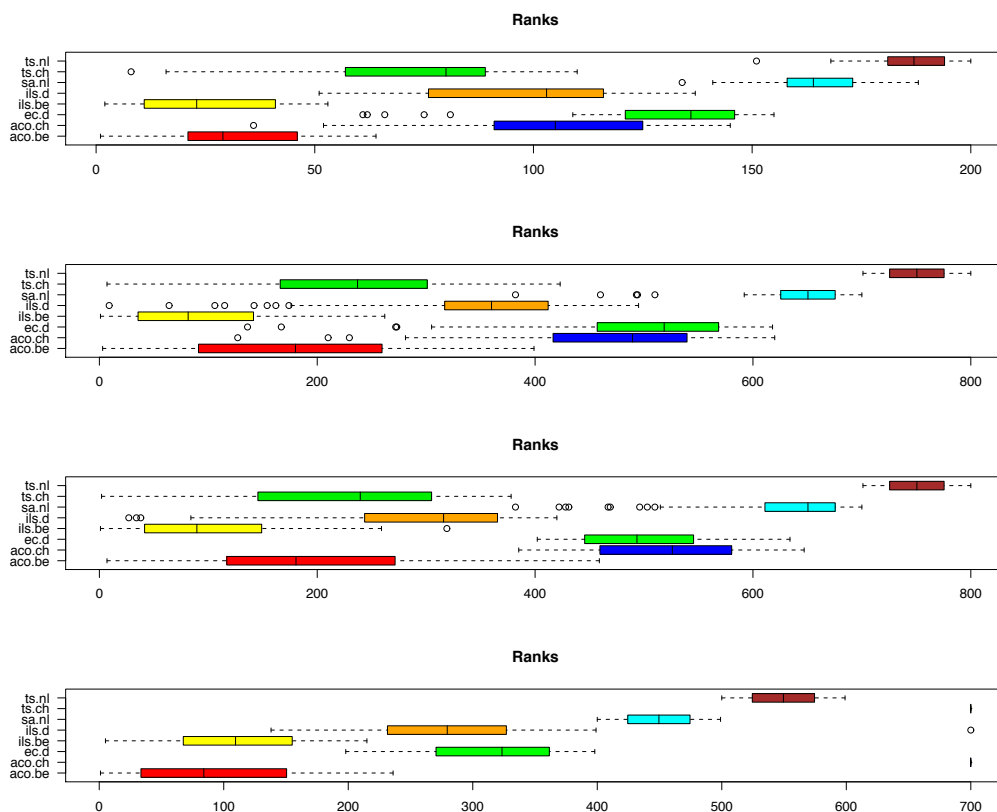 Ranks
ts.nl
ts.ch
sa.nl
ils.d
ils.be
ec.d
aco.ch
aco.be
0 50 100 150 200
Ranks
ts.nl
ts.ch
sa.nl
ils.d
ils.be
ec.d
aco.ch
aco.be
0 200 400 600 800
Ranks
ts.nl
ts.ch
sa.nl
ils.d
ils.be
ec.d
aco.ch
aco.be
0 200 400 600 800
Ranks
ts.nl
ts.ch
sa.nl
ils.d
ils.be
ec.d
aco.ch
aco.be
0 100 200 300 400 500 600 700